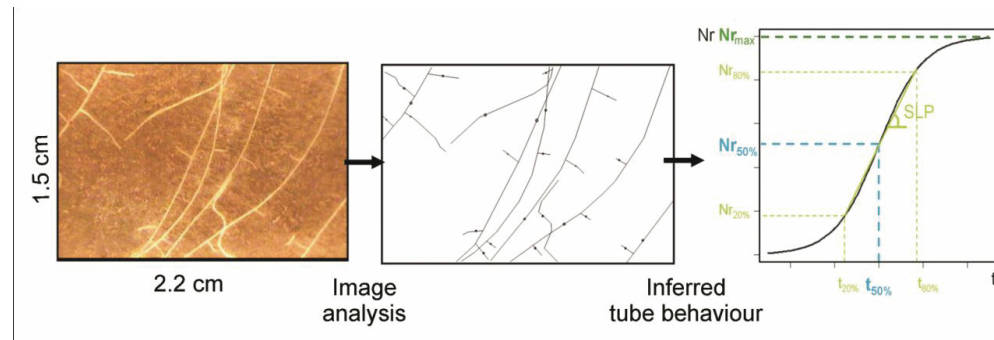 1.5 cm
2.2 cm
Image
analysis
Inferred
tube behaviour
Nr Nrmax
Nr80%
SLP
Nr50%
Nr20%
t20% t50% t80% t